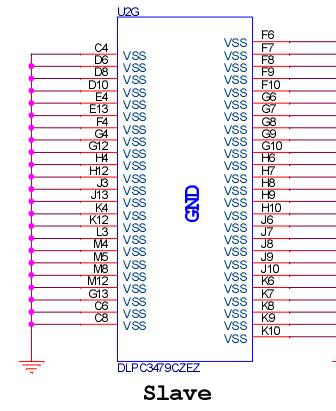 U2G
C4 VSS
D6 VSS
D8 VSS
D10 VSS
E4 VSS
E13 VSS
F4 VSS
G4 VSS
G12 VSS
H4 VSS
H12 VSS
J3 VSS
J13 VSS
K4 VSS
K12 VSS
L3 VSS
M4 VSS
M5 VSS
M8 VSS
M12 VSS
G13 VSS
C6 VSS
C8 VSS
GND
VSS F6
VSS F7
VSS F8
VSS F9
VSS F10
VSS G6
VSS G7
VSS G8
VSS G9
VSS G10
VSS H6
VSS H7
VSS H8
VSS H9
VSS H10
VSS J6
VSS J7
VSS J8
VSS J9
VSS J10
VSS K6
VSS K7
VSS K8
VSS K9
VSS K10
DLPC3479CZEZ
Slave